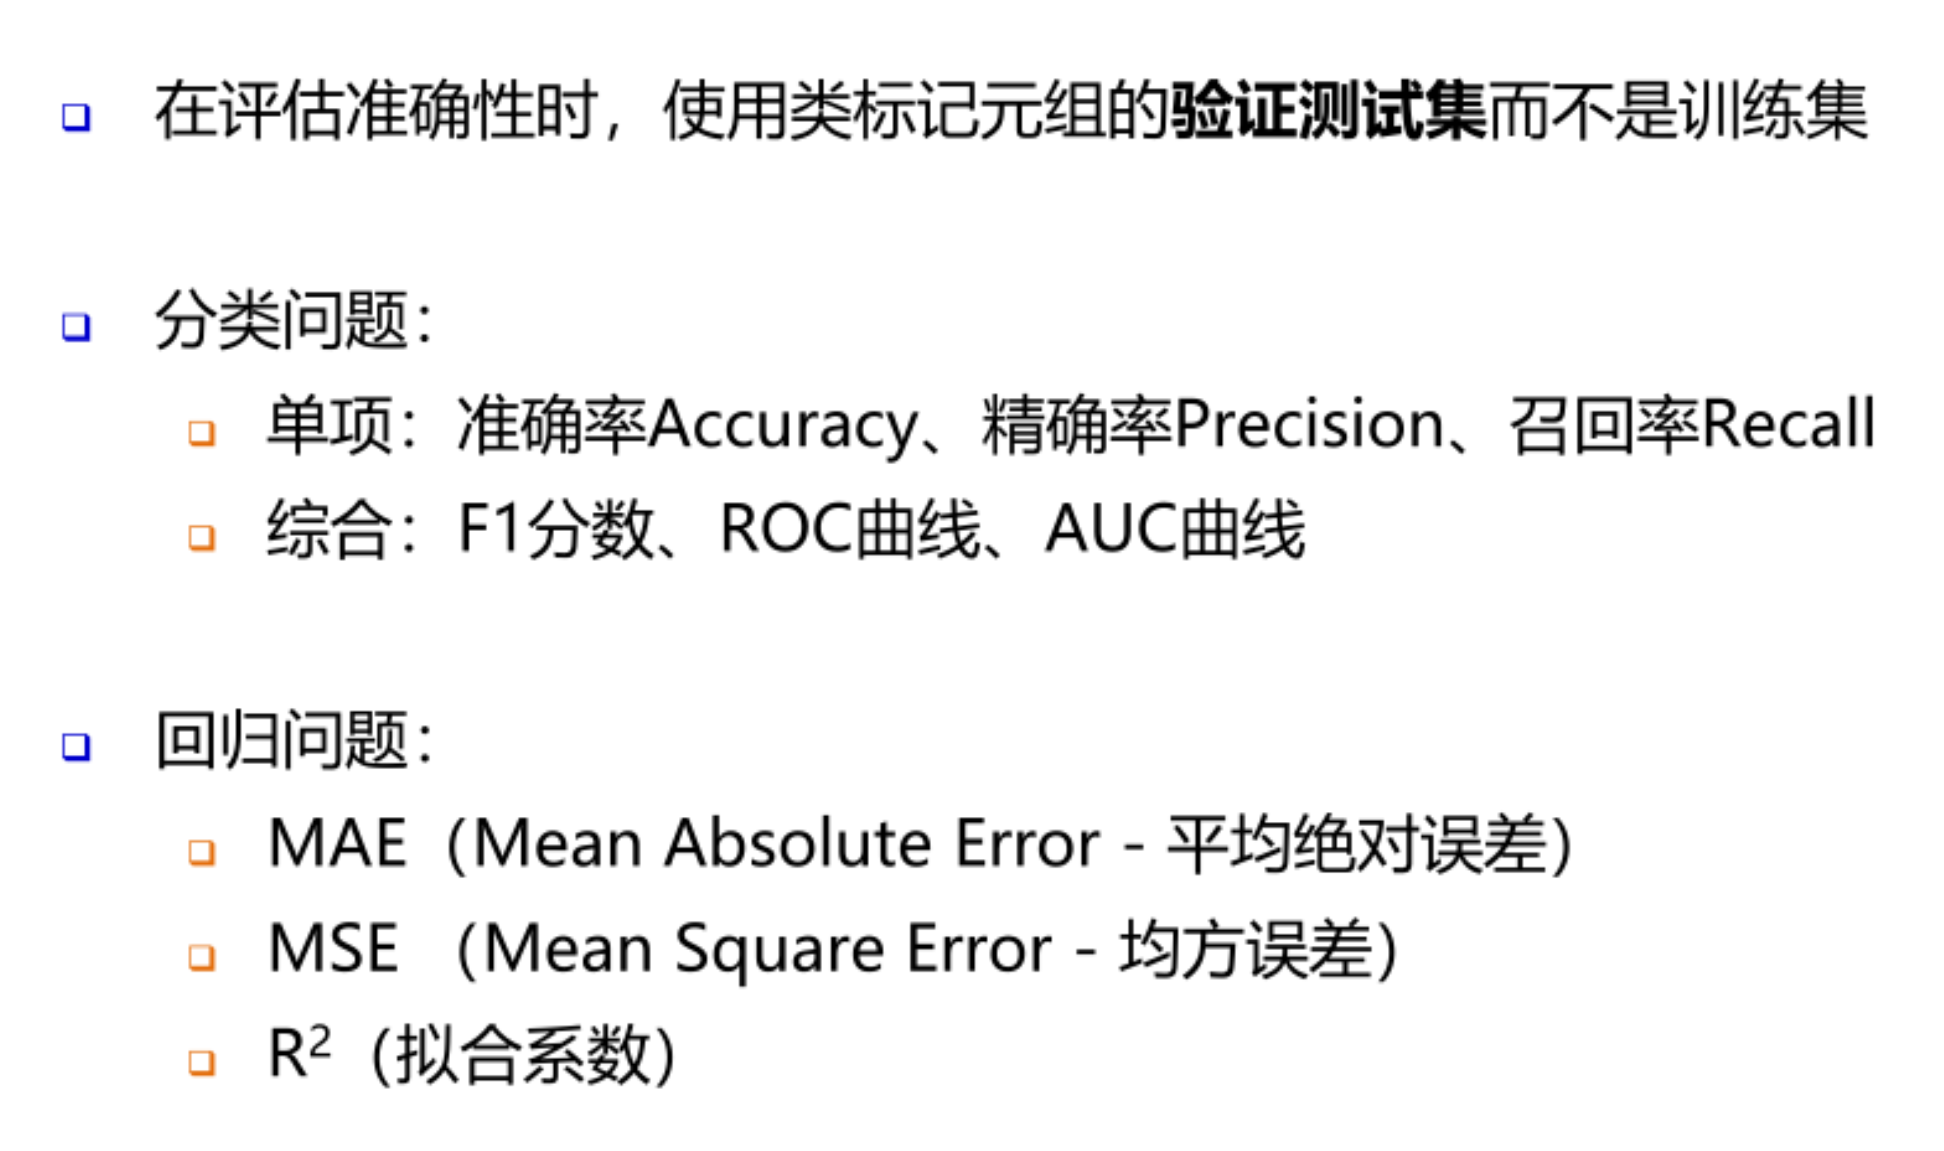 在评估准确性时，使用类标记元组的验证测试集而不是训练集
分类问题：
单项：准确率Accuracy、精确率Precision、召回率Recall
综合：F1分数、ROC曲线、AUC曲线
回归问题：
MAE（Mean Absolute Error - 平均绝对误差）
MSE （Mean Square Error - 均方误差）
R²（拟合系数）